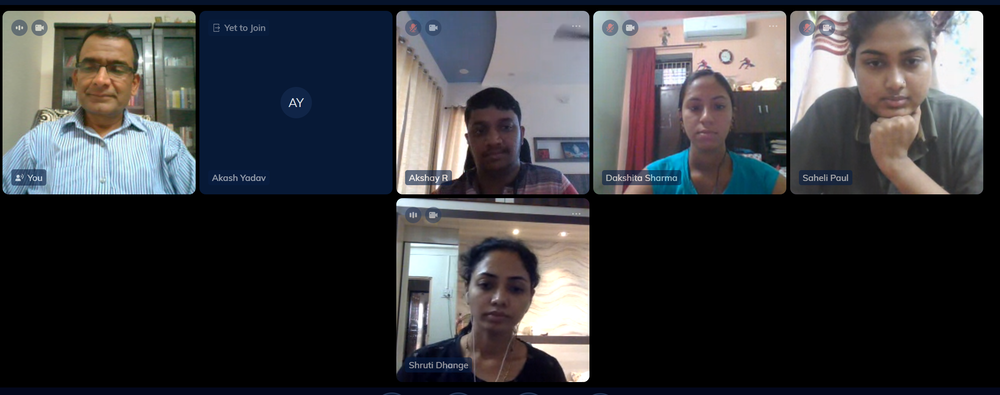 You
Yet to Join
AY
Akash Yadav
Akshay R
Dakshita Sharma
Saheli Paul
Shruti Dhange